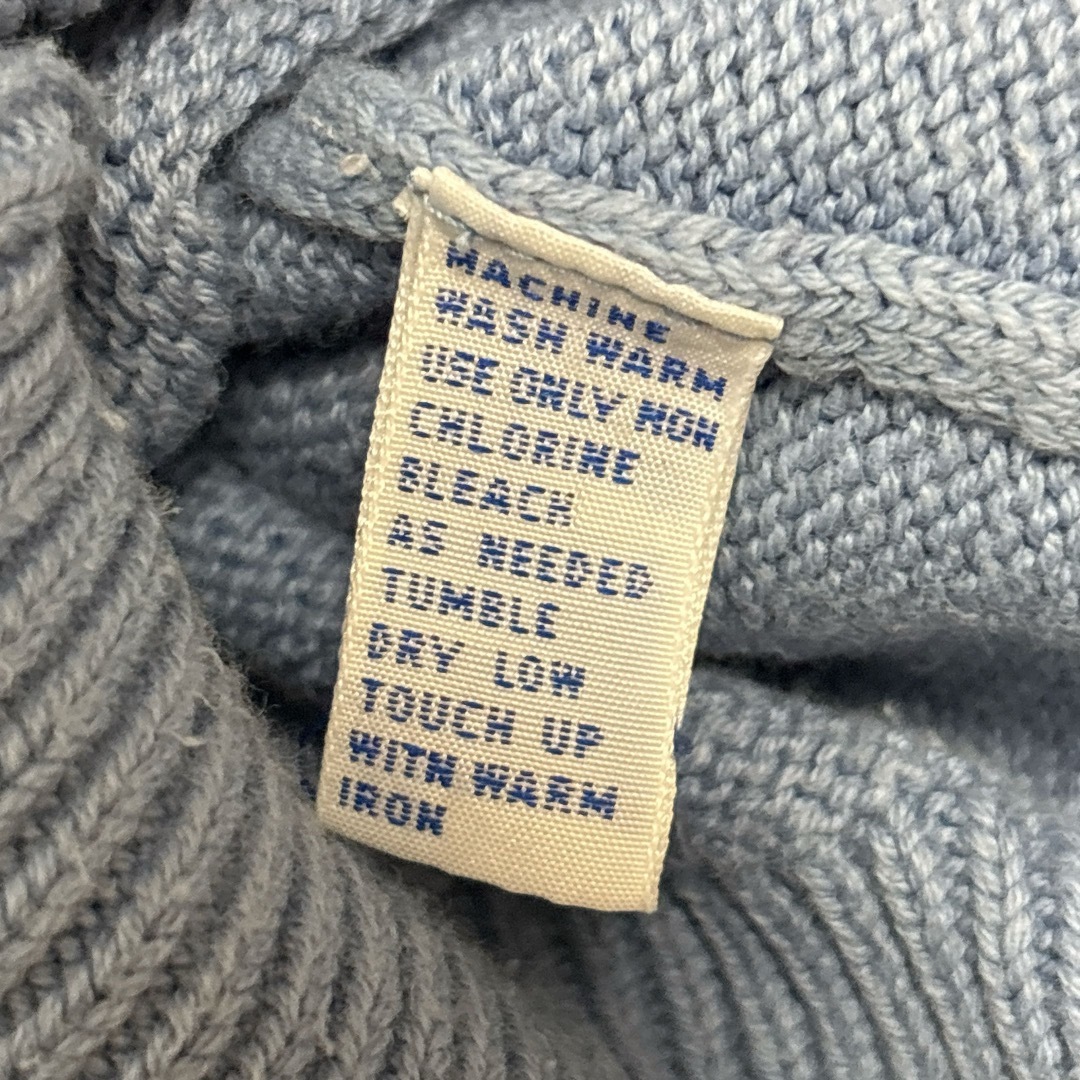 MACHINE
WASH WARM
USE ONLY NON
CHLORINE
BLEACH
AS NEEDED
TUMBLE
DRY LOW
TOUCH UP
WITH WARM
IRON